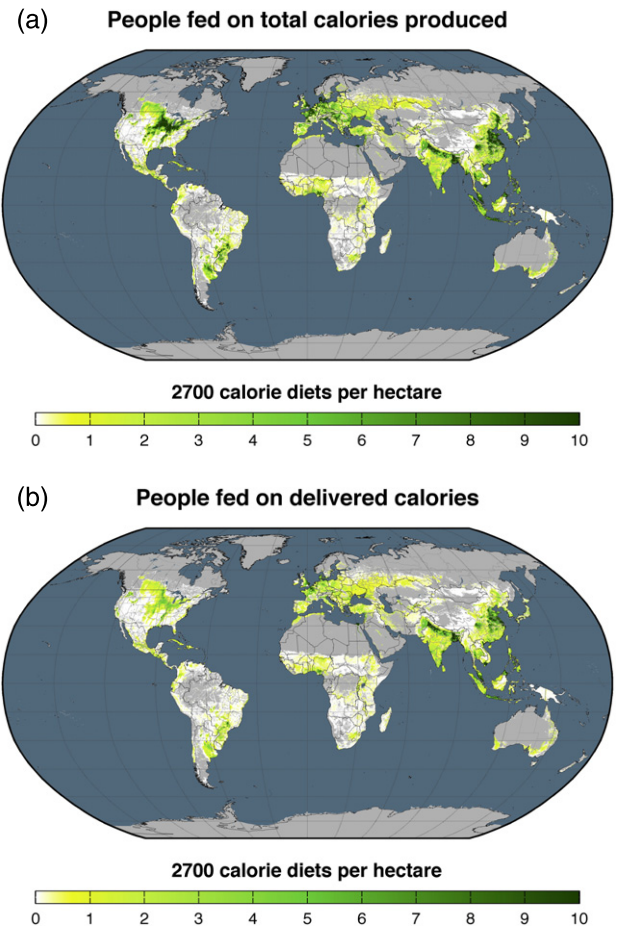 (a)
People fed on total calories produced
2700 calorie diets per hectare
0 1 2 3 4 5 6 7 8 9 10
(b)
People fed on delivered calories
2700 calorie diets per hectare
0 1 2 3 4 5 6 7 8 9 10